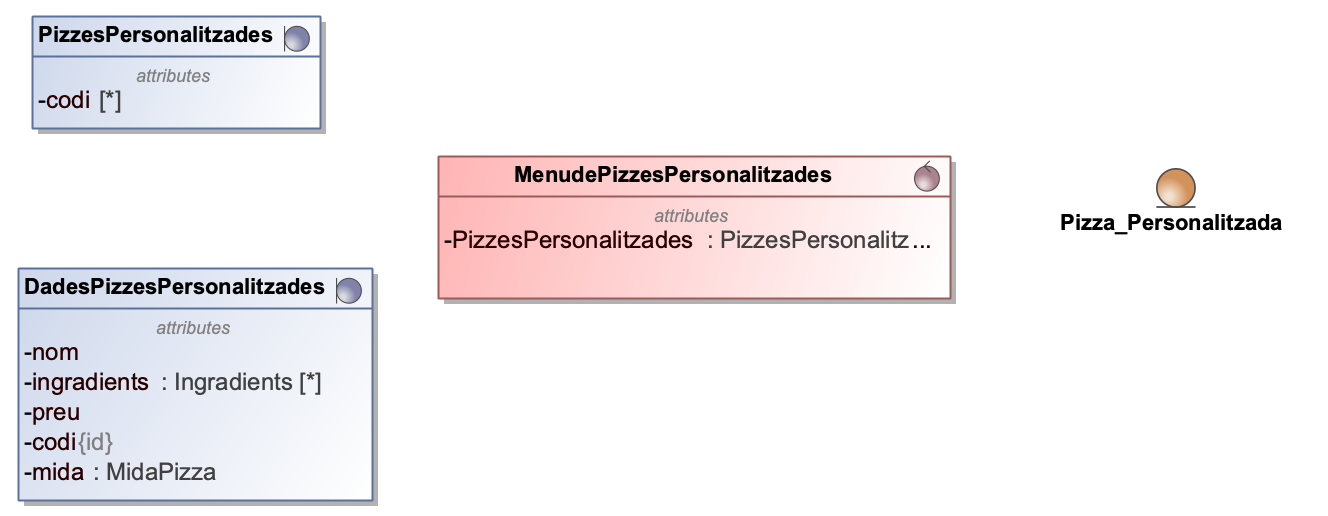 PizzesPersonalitzades
attributes
-codi [*]
MenudePizzesPersonalitzades
attributes
-PizzesPersonalitzades : PizzesPersonalitz...
Pizza_Personalitzada
DadesPizzesPersonalitzades
attributes
-nom
-ingradients : Ingradients [*]
-preu
-codi{id}
-mida : MidaPizza